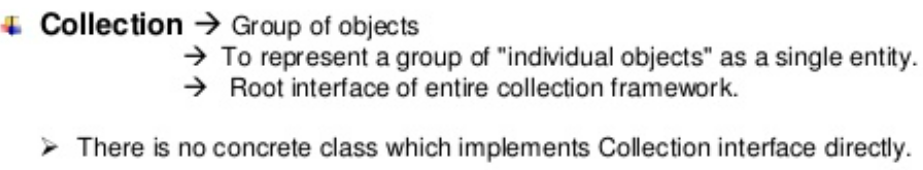 Collection → Group of objects
→ To represent a group of "individual objects" as a single entity.
→ Root interface of entire collection framework.
➢ There is no concrete class which implements Collection interface directly.